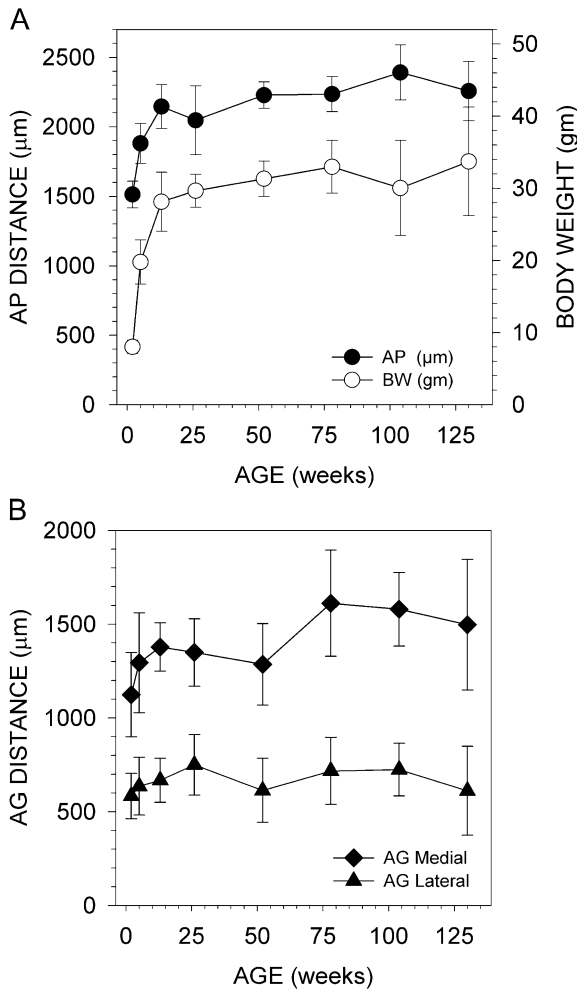 A
2500
2000
1500
1000
500
0
AP DISTANCE (µm)
50
40
30
20
10
0
BODY WEIGHT (gm)
AP (µm)
BW (gm)
0 25 50 75 100 125
AGE (weeks)
B
2000
1500
1000
500
0
AG DISTANCE (µm)
AG Medial
AG Lateral
0 25 50 75 100 125
AGE (weeks)